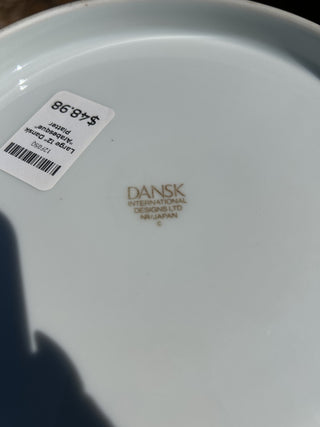 $48.98
Large 12" Dansk
"Arabesque"
Platter
DANSK
INTERNATIONAL
DESIGNS LTD
NR/JAPAN
©